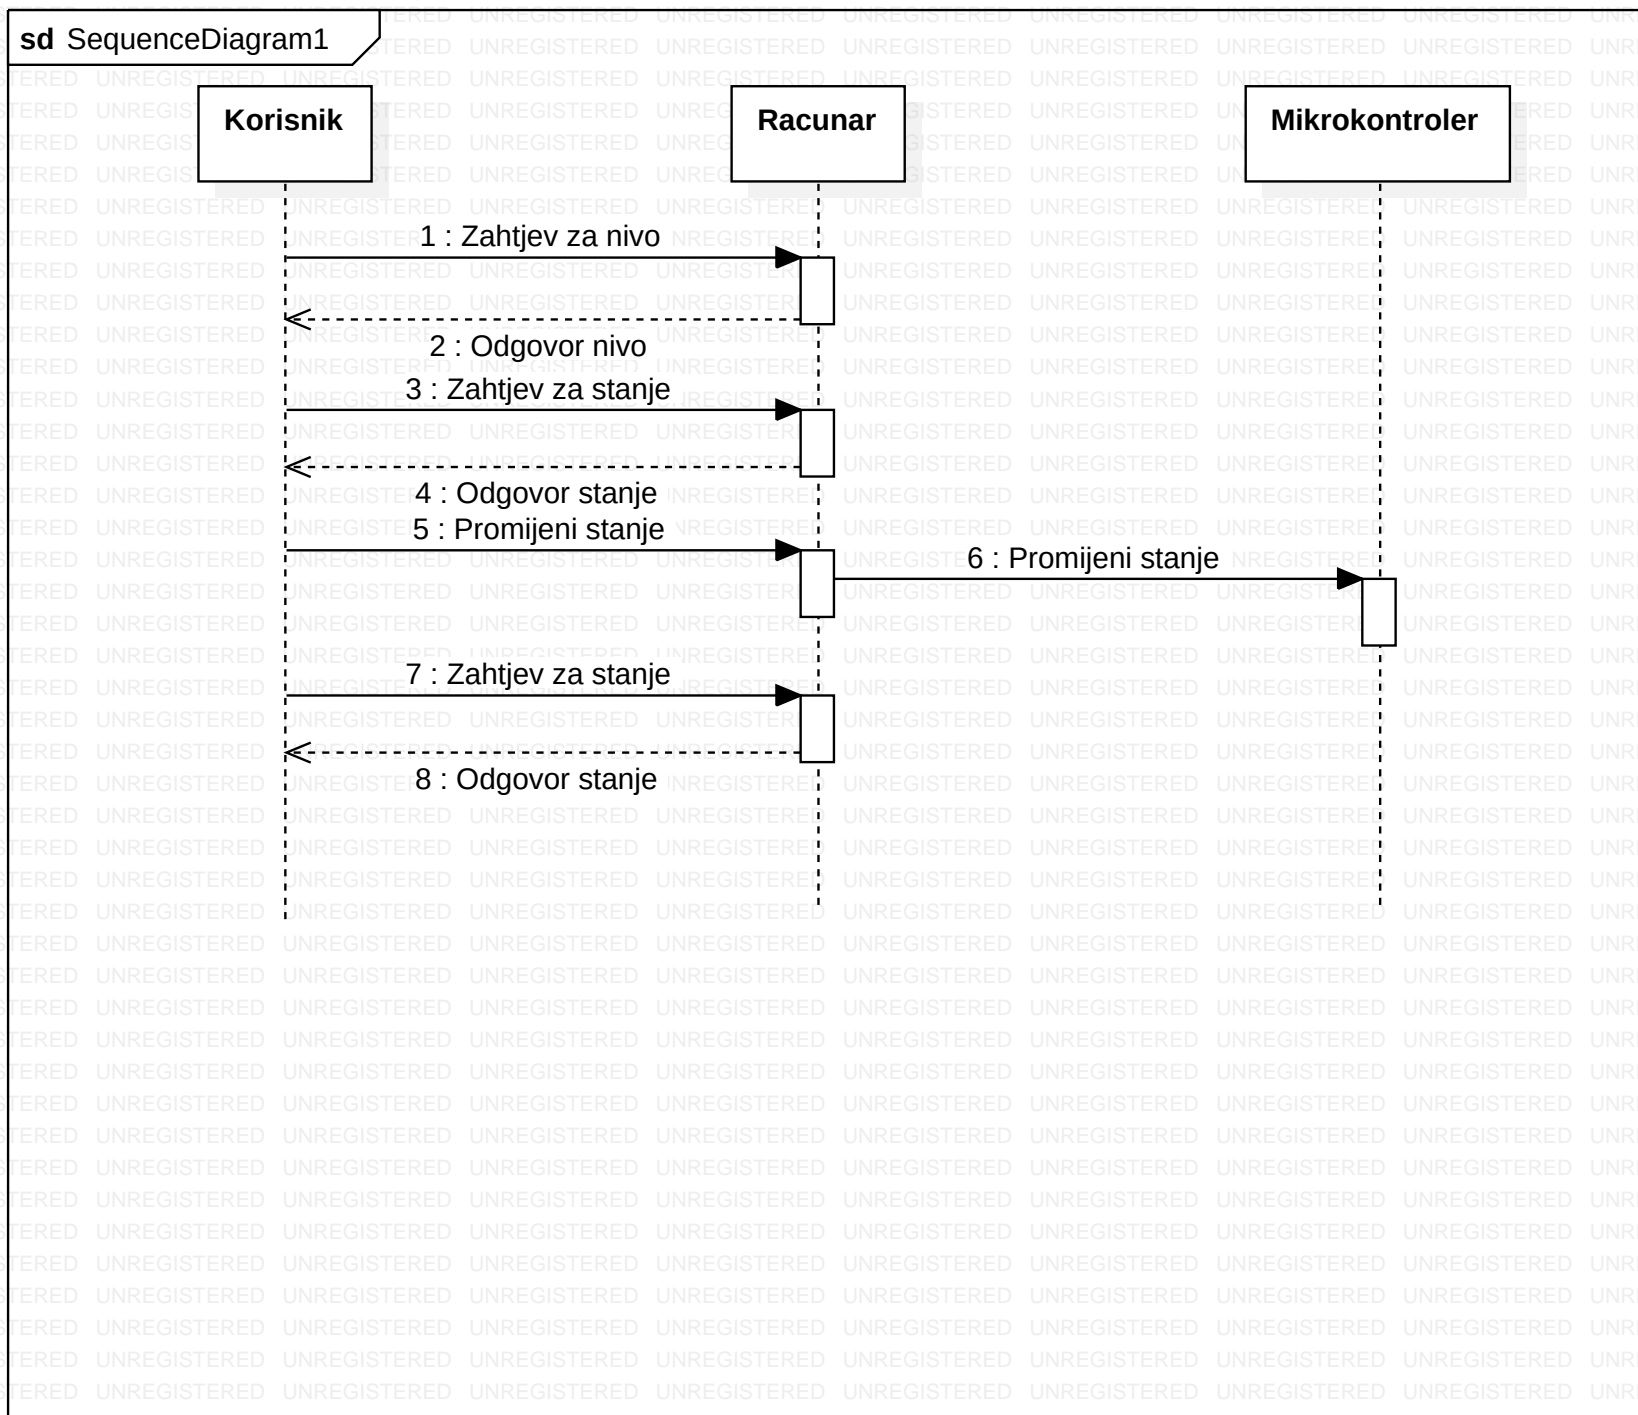 sd SequenceDiagram1
Korisnik
Racunar
Mikrokontroler
1 : Zahtjev za nivo
2 : Odgovor nivo
3 : Zahtjev za stanje
4 : Odgovor stanje
5 : Promijeni stanje
6 : Promijeni stanje
7 : Zahtjev za stanje
8 : Odgovor stanje
UNREGISTERED